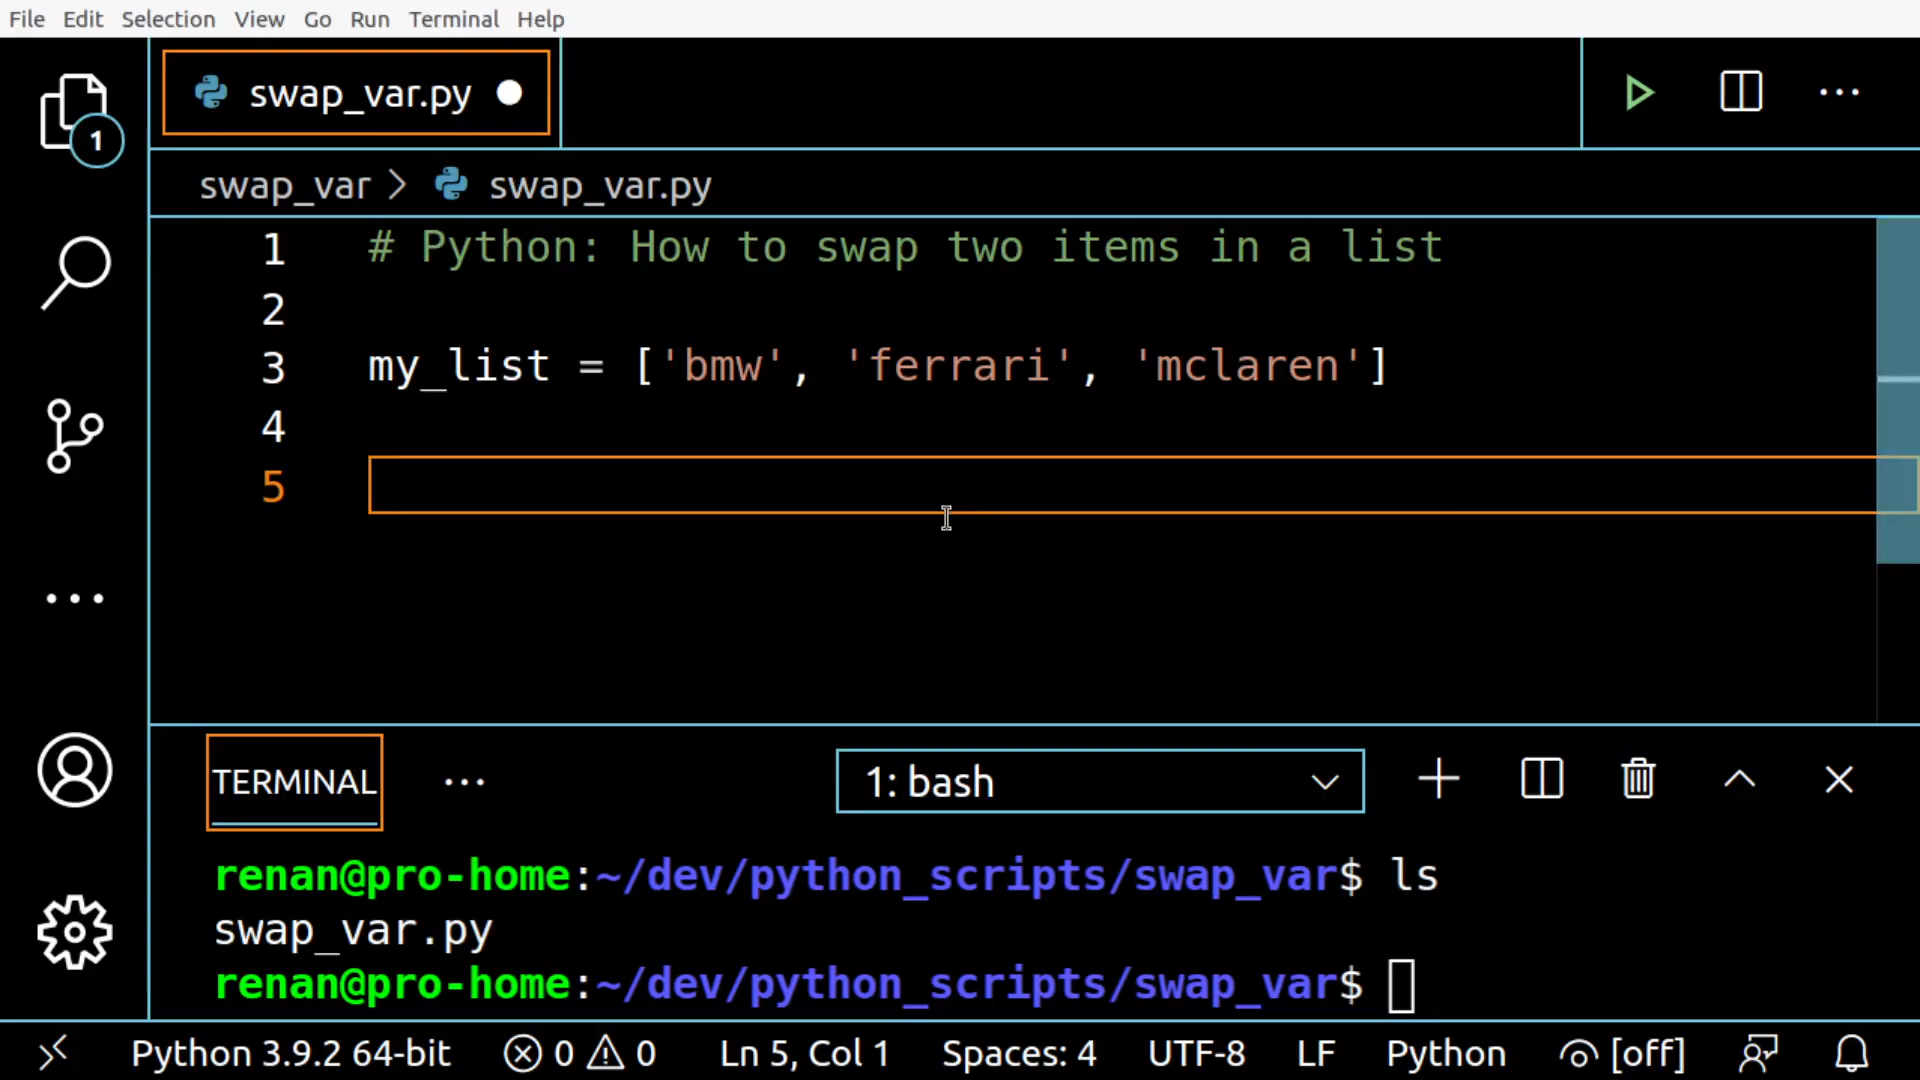 File Edit Selection View Go Run Terminal Help
swap_var.py
1
swap_var > swap_var.py
1 # Python: How to swap two items in a list
2
3 my_list = ['bmw', 'ferrari', 'mclaren']
4
5
TERMINAL ... 1: bash
renan@pro-home:~/dev/python_scripts/swap_var$ ls
swap_var.py
renan@pro-home:~/dev/python_scripts/swap_var$
Python 3.9.2 64-bit 0 0 Ln 5, Col 1 Spaces: 4 UTF-8 LF Python [off]